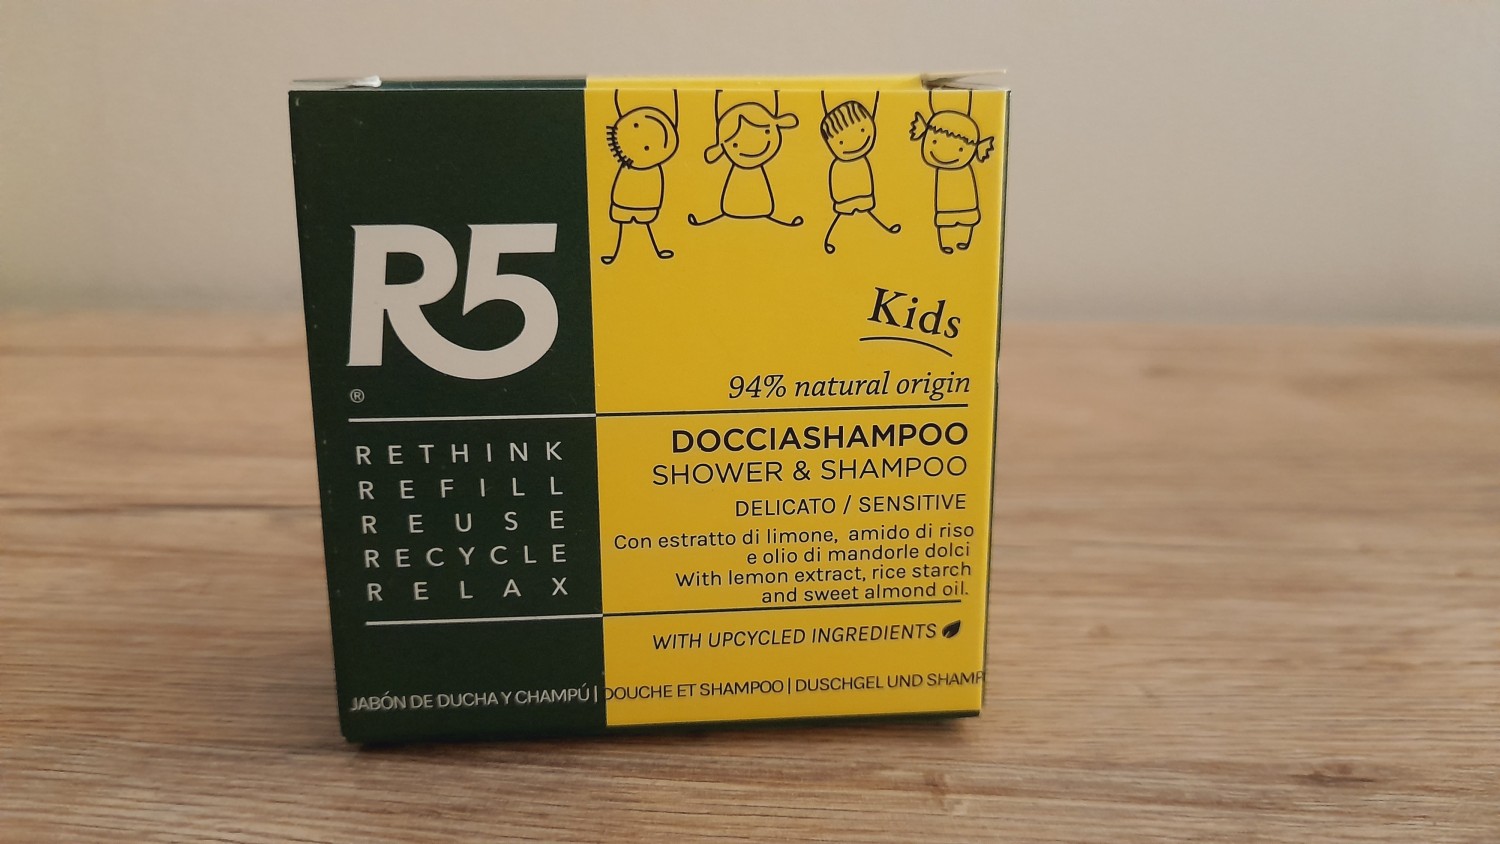 R5
®
RETHINK
REFILL
REUSE
RECYCLE
RELAX
Kids
94% natural origin
DOCCIASHAMPOO
SHOWER & SHAMPOO
DELICATO / SENSITIVE
Con estratto di limone, amido di riso
e olio di mandorle dolci
With lemon extract, rice starch
and sweet almond oil.
WITH UPCYCLED INGREDIENTS
JABÓN DE DUCHA Y CHAMPÚ | DOUCHE ET SHAMPOO | DUSCHGEL UND SHAMP